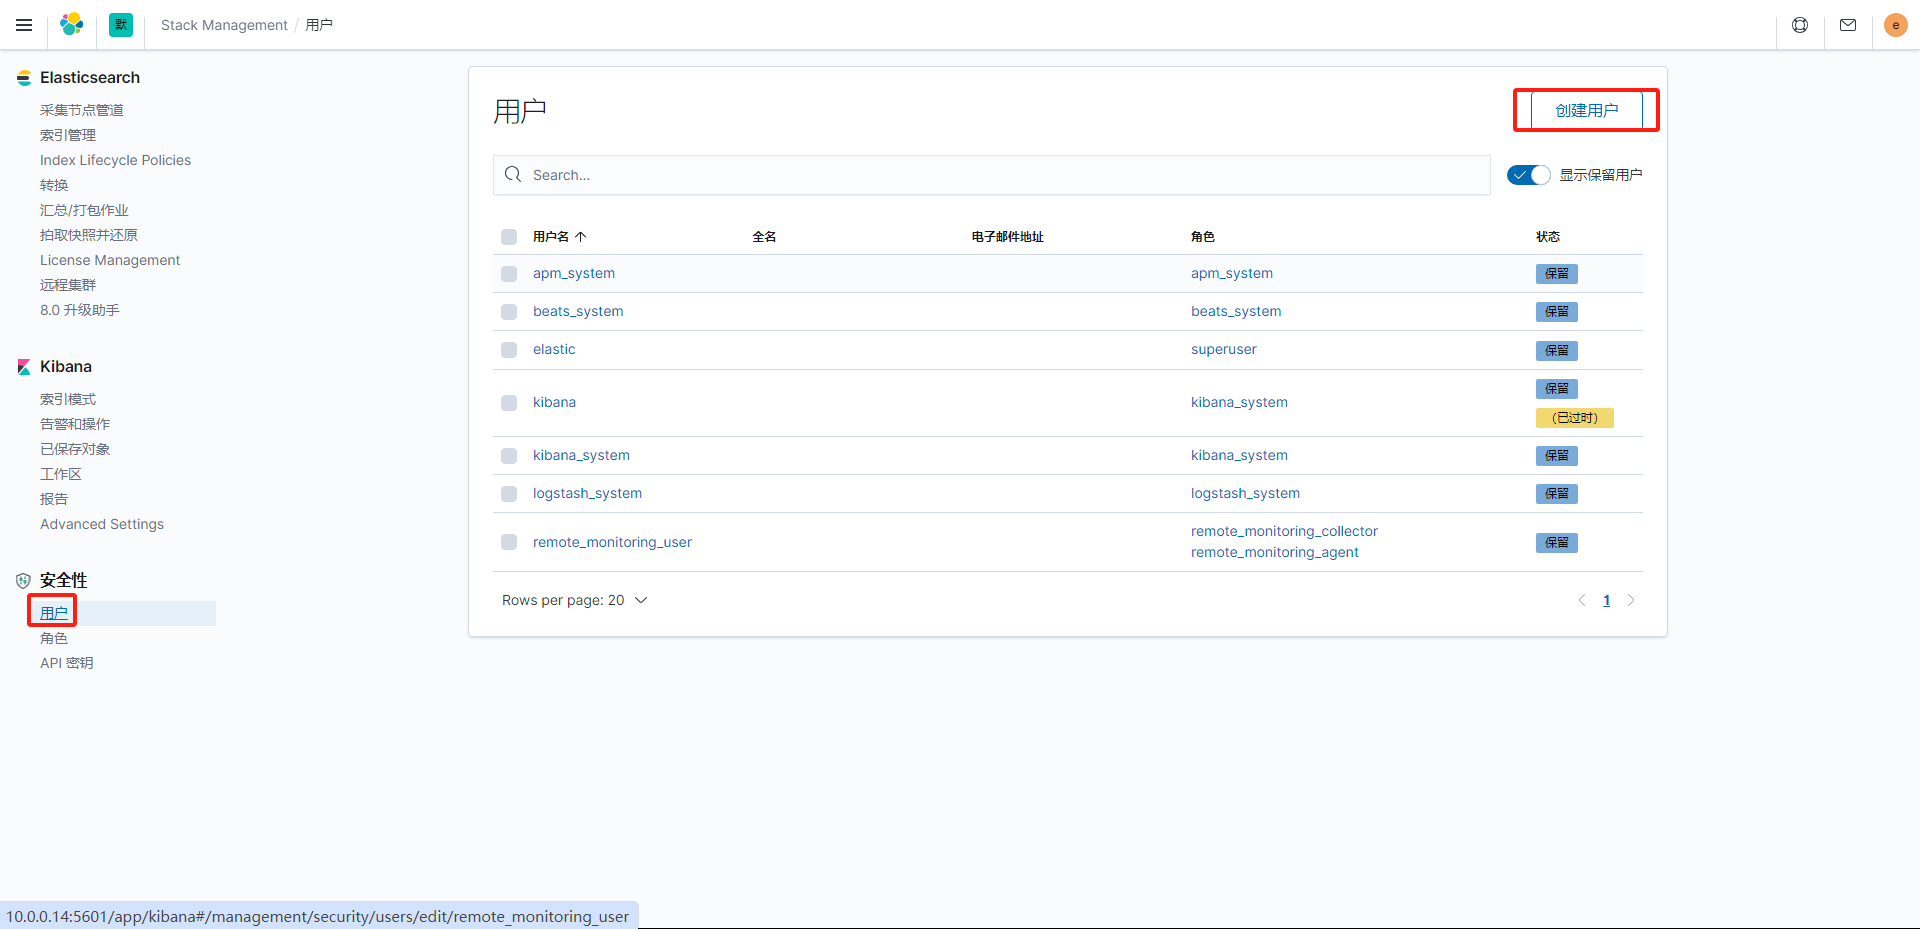 默 Stack Management / 用户 e
Elasticsearch
采集节点管道
索引管理
Index Lifecycle Policies
转换
汇总/打包作业
拍取快照并还原
License Management
远程集群
8.0 升级助手
Kibana
索引模式
告警和操作
已保存对象
工作区
报告
Advanced Settings
安全性
用户
角色
API 密钥
用户 创建用户
Search... 显示保留用户
用户名 全名 电子邮件地址 角色 状态
apm_system apm_system 保留
beats_system beats_system 保留
elastic superuser 保留
kibana kibana_system 保留
(已过时)
kibana_system kibana_system 保留
logstash_system logstash_system 保留
remote_monitoring_user remote_monitoring_collector 保留
remote_monitoring_agent
Rows per page: 20 1
10.0.0.14:5601/app/kibana#/management/security/users/edit/remote_monitoring_user